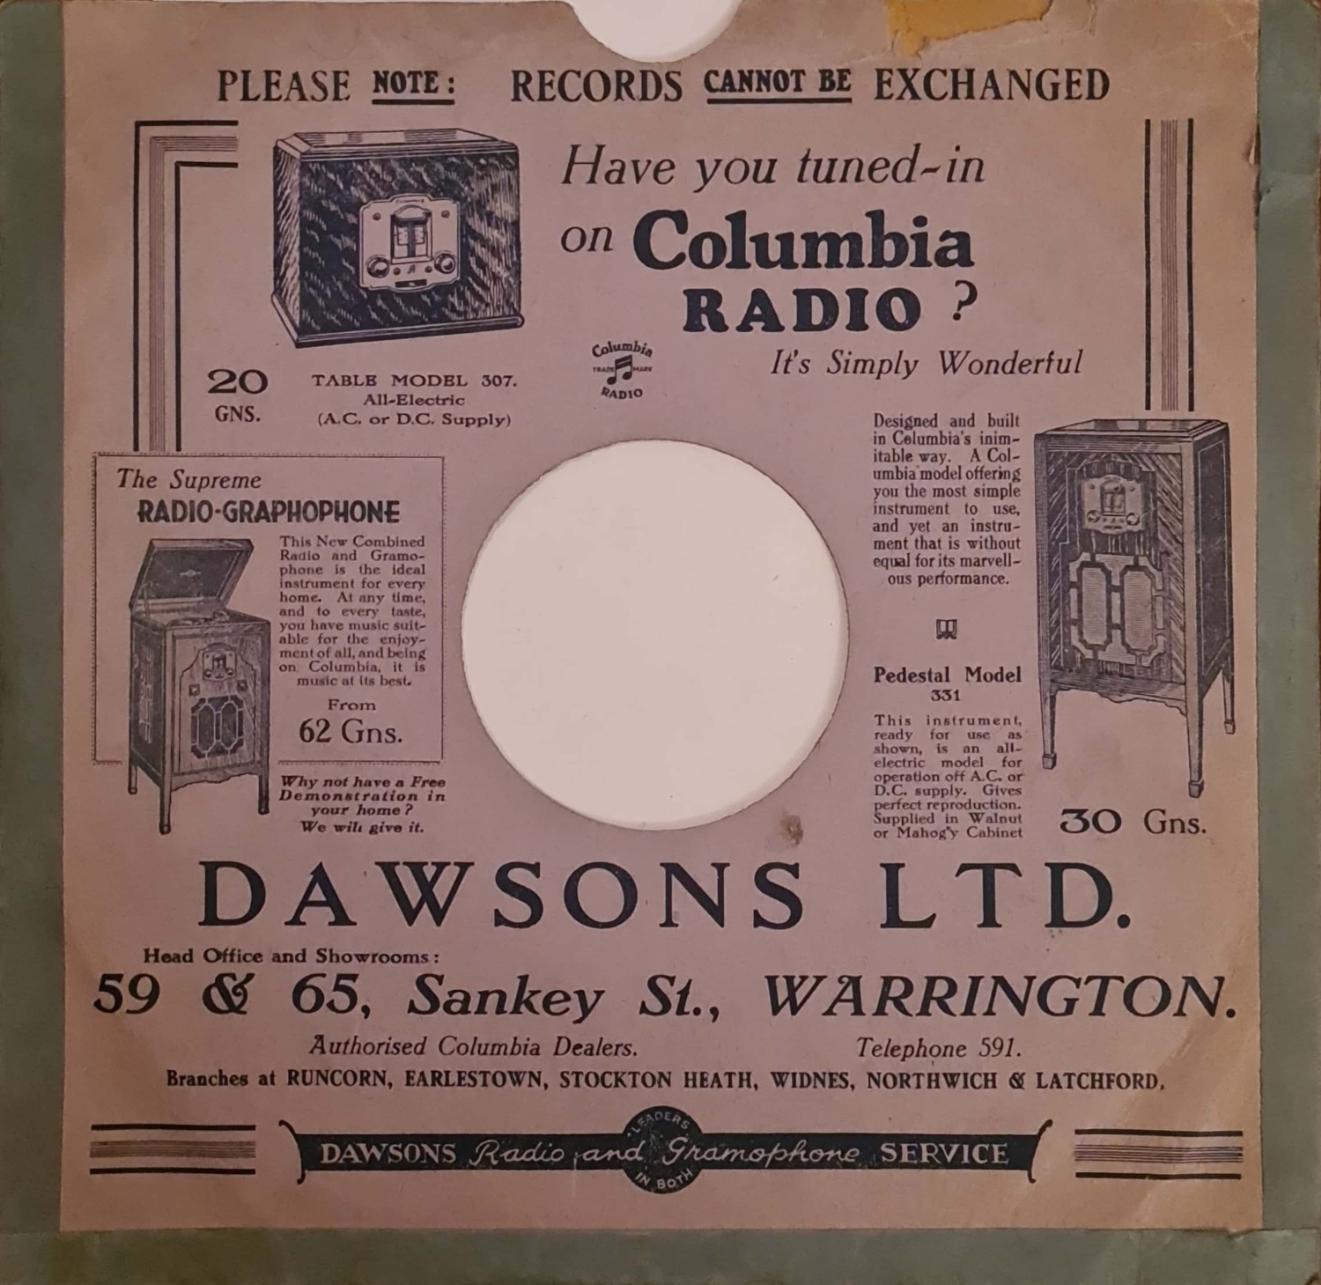 PLEASE NOTE: RECORDS CANNOT BE EXCHANGED
Have you tuned-in
on Columbia
RADIO ?
It's Simply Wonderful
Columbia
TRADE MARK
RADIO
20
GNS.
TABLE MODEL 307.
All-Electric
(A.C. or D.C. Supply)
The Supreme
RADIO-GRAPHOPHONE
This New Combined
Radio and Gramo-
phone is the ideal
instrument for every
home. At any time,
and to every taste,
you have music suit-
able for the enjoy-
ment of all, and being
on Columbia, it is
music at its best.
From
62 Gns.
Why not have a Free
Demonstration in
your home?
We will give it.
Designed and built
in Columbia's inim-
itable way. A Col-
umbia model offering
you the most simple
instrument to use,
and yet an instru-
ment that is without
equal for its marvell-
ous performance.
Pedestal Model
331
This instrument,
ready for use as
shown, is an all-
electric model for
operation off A.C. or
D.C. supply. Gives
perfect reproduction.
Supplied in Walnut
or Mahog'y Cabinet
30 Gns.
DAWSONS LTD.
Head Office and Showrooms:
59 & 65, Sankey St., WARRINGTON.
Authorised Columbia Dealers. Telephone 591.
Branches at RUNCORN, EARLESTOWN, STOCKTON HEATH, WIDNES, NORTHWICH & LATCHFORD.
LEADERS
DAWSONS Radio and Gramophone SERVICE
IN BOTH